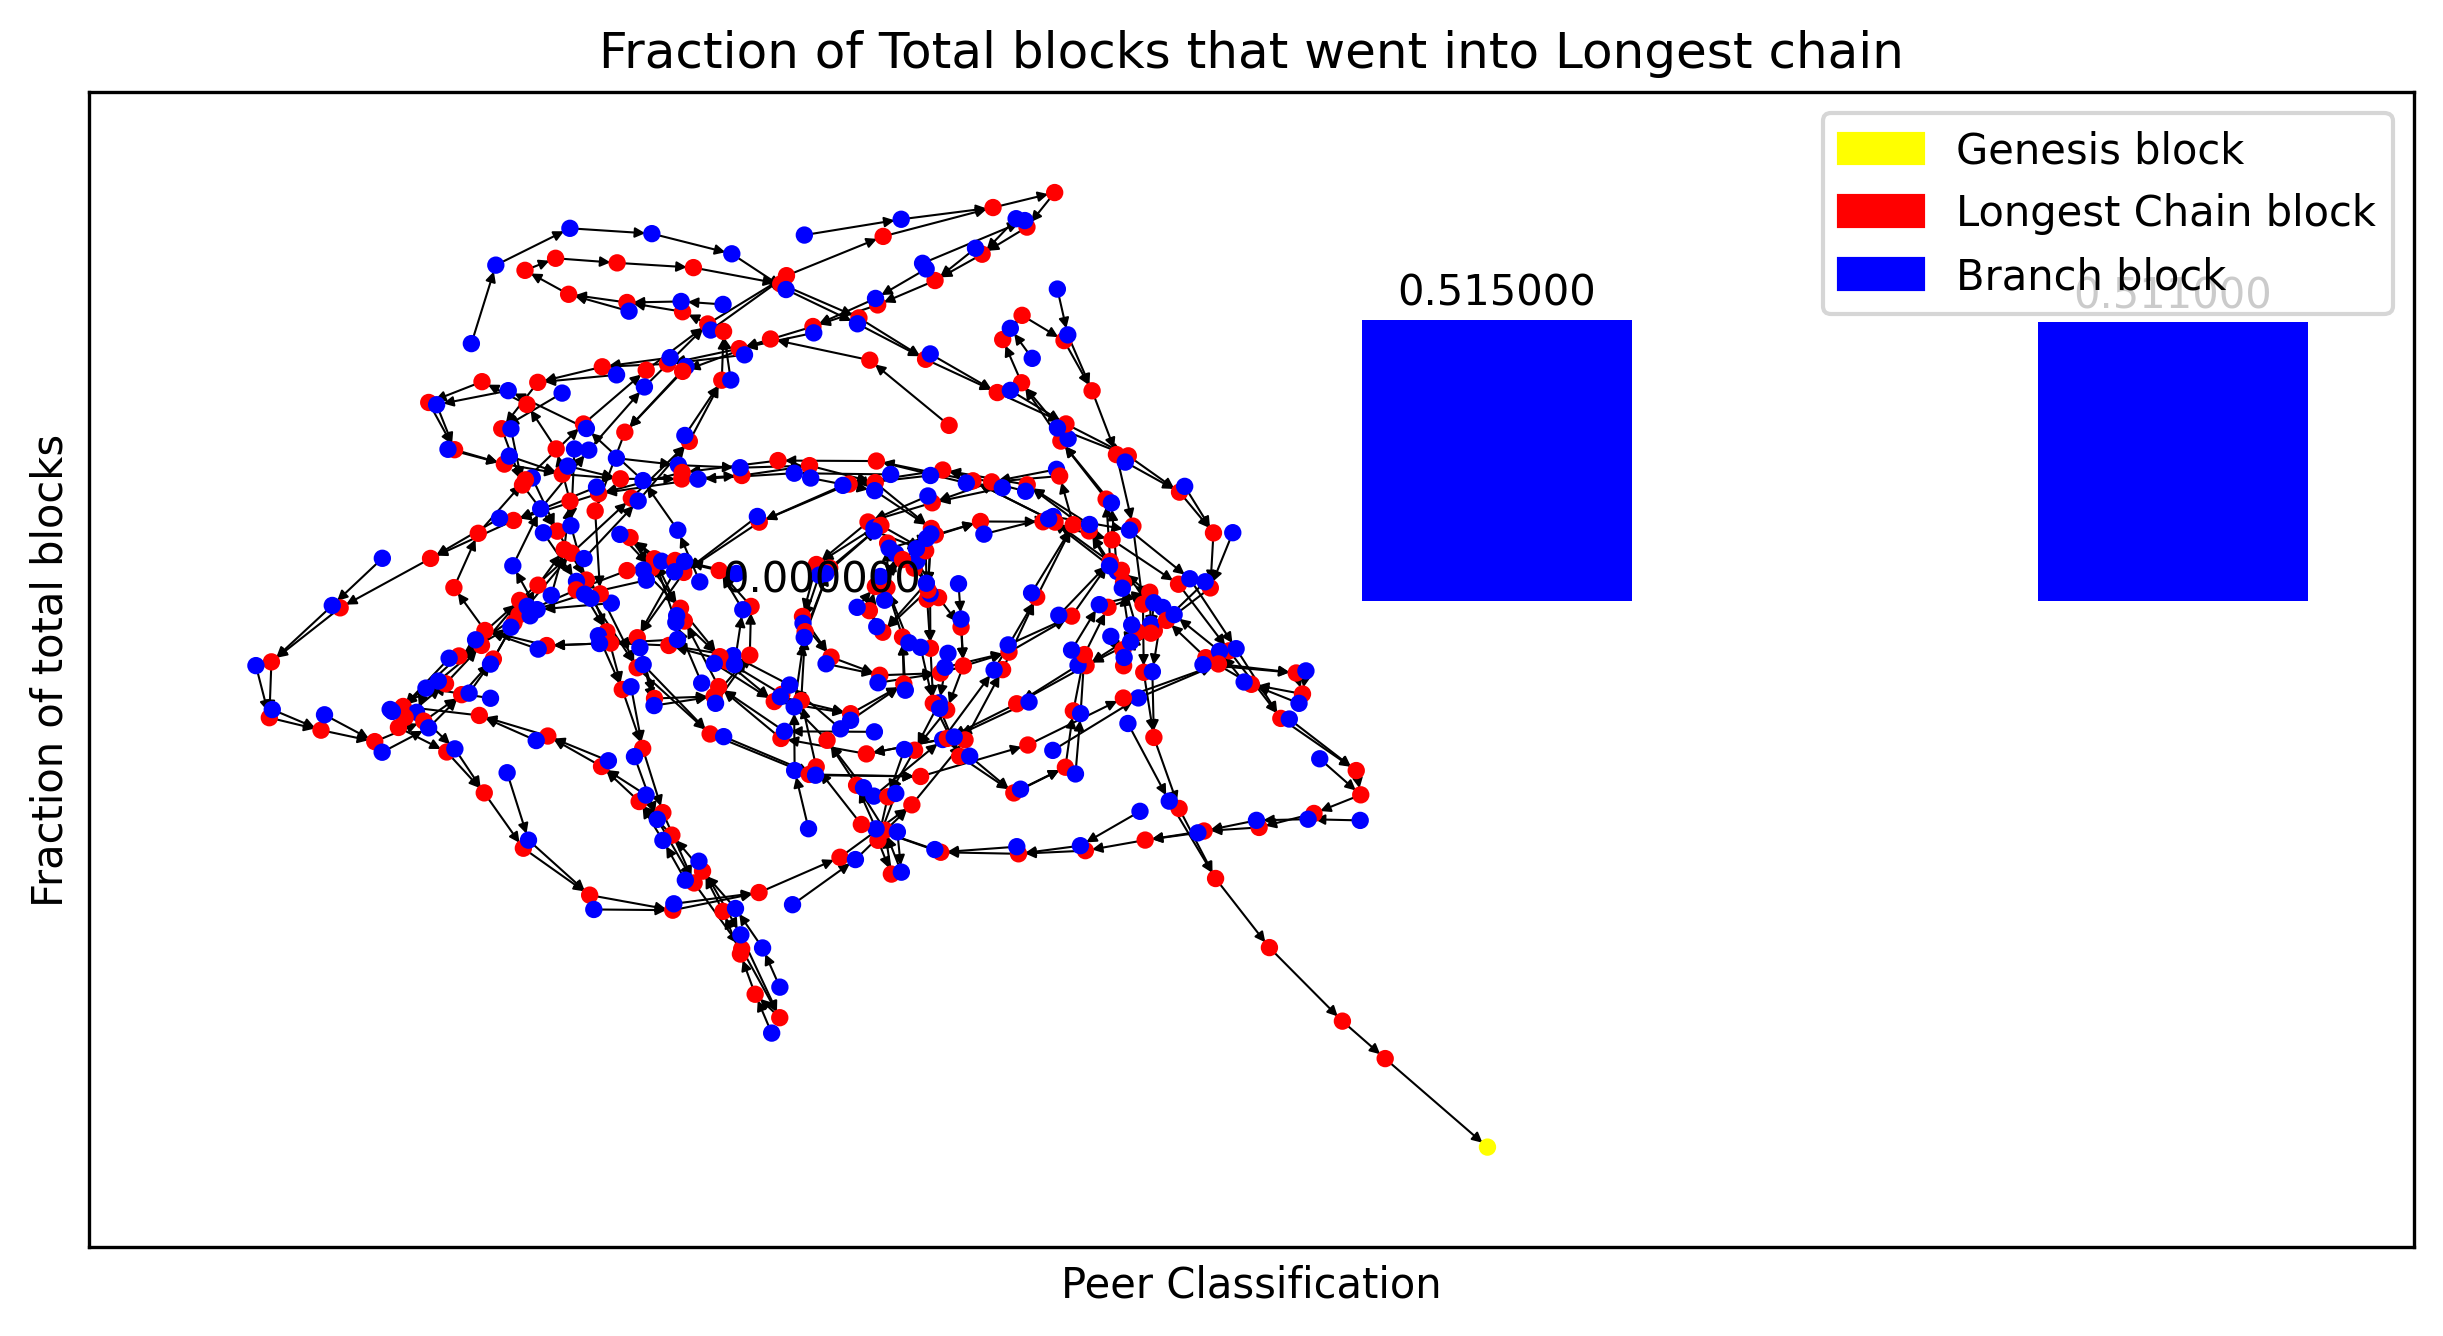 Fraction of Total blocks that went into Longest chain
Genesis block
Longest Chain block
Branch block
0.515000
0.511000
0.000000
Fraction of total blocks
Peer Classification